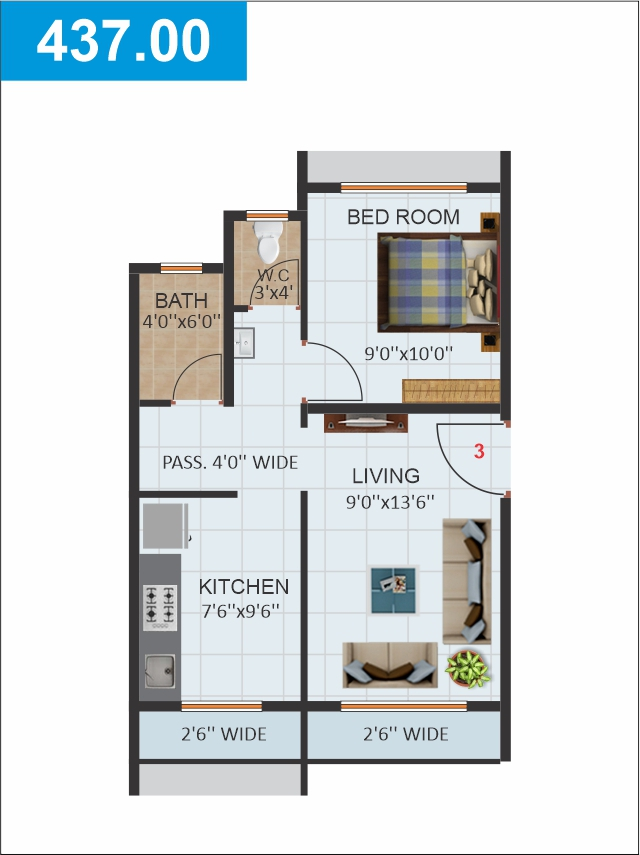 437.00
BED ROOM
9'0''x10'0''
W.C
3'x4'
BATH
4'0''x6'0''
PASS. 4'0'' WIDE
3
LIVING
9'0''x13'6''
KITCHEN
7'6''x9'6''
2'6'' WIDE
2'6'' WIDE